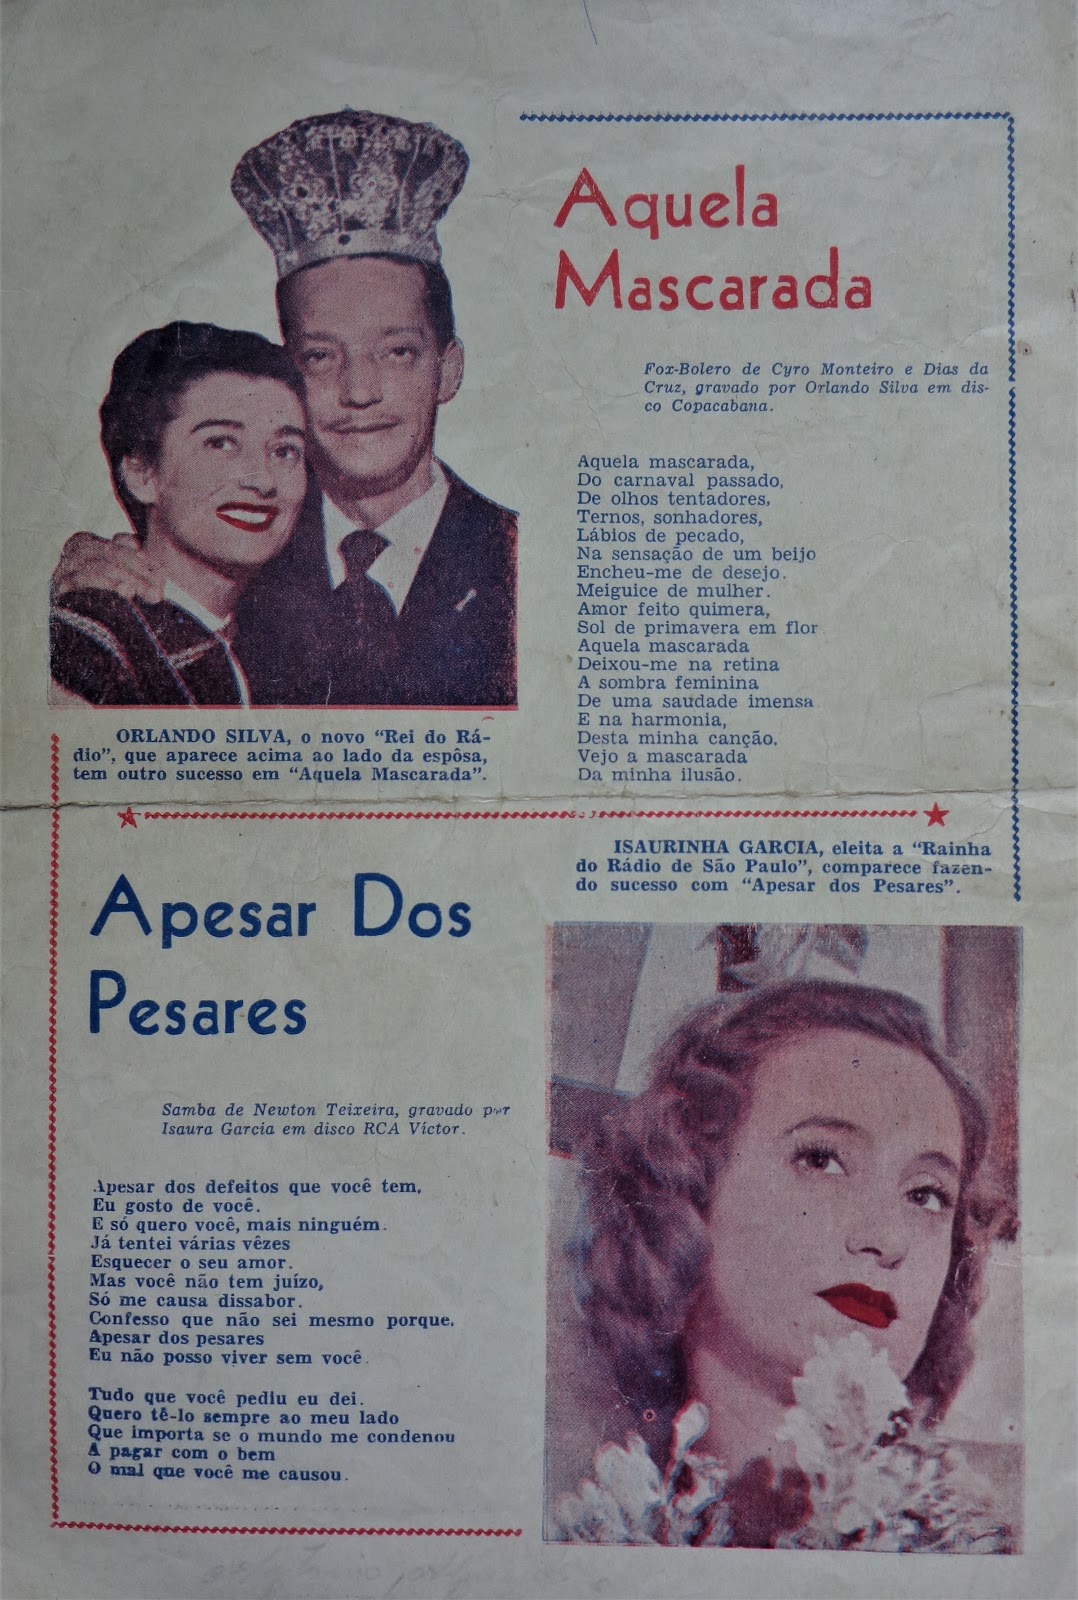 Aquela
Mascarada
Fox-Bolero de Cyro Monteiro e Dias da
Cruz, gravado por Orlando Silva em dis-
co Copacabana.
Aquela mascarada,
Do carnaval passado,
De olhos tentadores,
Ternos, sonhadores,
Lábios de pecado,
Na sensação de um beijo
Encheu-me de desejo.
Meiguice de mulher.
Amor feito quimera,
Sol de primavera em flor
Aquela mascarada
Deixou-me na retina
A sombra feminina
De uma saudade imensa
E na harmonia,
Desta minha canção,
Vejo a mascarada
Da minha ilusão.
ORLANDO SILVA, o novo "Rei do Rá-
dio", que aparece acima ao lado da espôsa,
tem outro sucesso em "Aquela Mascarada".
ISAURINHA GARCIA, eleita a "Rainha
do Rádio de São Paulo", comparece fazen-
do sucesso com "Apesar dos Pesares".
Apesar Dos
Pesares
Samba de Newton Teixeira, gravado por
Isaura Garcia em disco RCA Víctor.
Apesar dos defeitos que você tem,
Eu gosto de você.
E só quero você, mais ninguém.
Já tentei várias vêzes
Esquecer o seu amor.
Mas você não tem juízo,
Só me causa dissabor.
Confesso que não sei mesmo porque.
Apesar dos pesares
Eu não posso viver sem você.
Tudo que você pediu eu dei.
Quero tê-lo sempre ao meu lado
Que importa se o mundo me condenou
A pagar com o bem
O mal que você me causou.